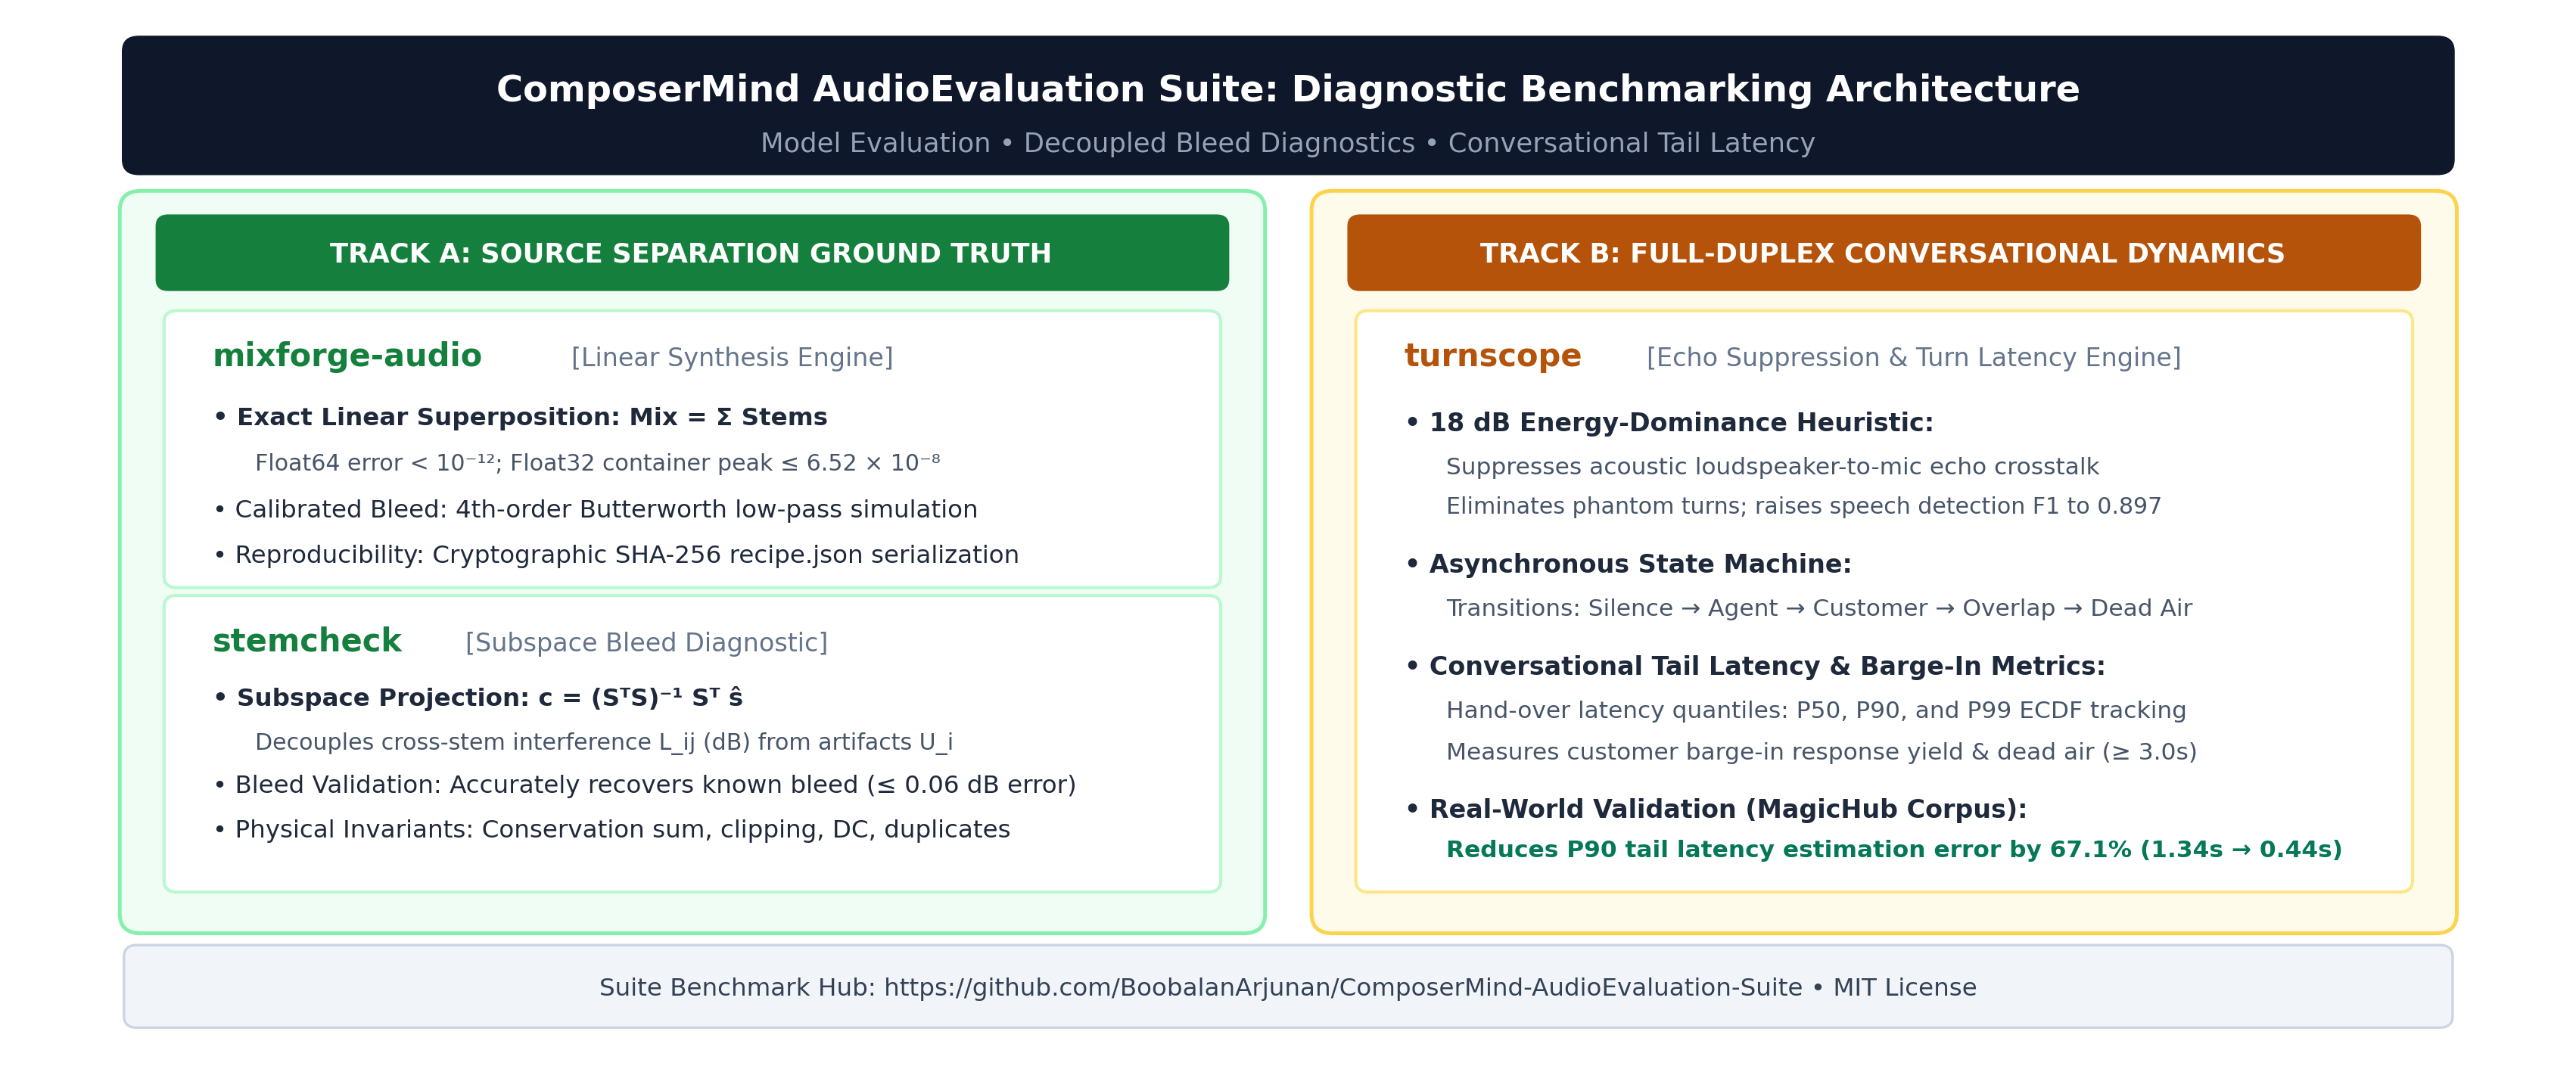 ComposerMind AudioEvaluation Suite: Diagnostic Benchmarking Architecture
Model Evaluation • Decoupled Bleed Diagnostics • Conversational Tail Latency
TRACK A: SOURCE SEPARATION GROUND TRUTH
mixforge-audio [Linear Synthesis Engine]
• Exact Linear Superposition: Mix = Σ Stems
Float64 error < 10⁻¹²; Float32 container peak ≤ 6.52 × 10⁻⁸
• Calibrated Bleed: 4th-order Butterworth low-pass simulation
• Reproducibility: Cryptographic SHA-256 recipe.json serialization
stemcheck [Subspace Bleed Diagnostic]
• Subspace Projection: c = (SᵀS)⁻¹ Sᵀ ŝ
Decouples cross-stem interference L_ij (dB) from artifacts U_i
• Bleed Validation: Accurately recovers known bleed (≤ 0.06 dB error)
• Physical Invariants: Conservation sum, clipping, DC, duplicates
TRACK B: FULL-DUPLEX CONVERSATIONAL DYNAMICS
turnscope [Echo Suppression & Turn Latency Engine]
• 18 dB Energy-Dominance Heuristic:
Suppresses acoustic loudspeaker-to-mic echo crosstalk
Eliminates phantom turns; raises speech detection F1 to 0.897
• Asynchronous State Machine:
Transitions: Silence → Agent → Customer → Overlap → Dead Air
• Conversational Tail Latency & Barge-In Metrics:
Hand-over latency quantiles: P50, P90, and P99 ECDF tracking
Measures customer barge-in response yield & dead air (≥ 3.0s)
• Real-World Validation (MagicHub Corpus):
Reduces P90 tail latency estimation error by 67.1% (1.34s → 0.44s)
Suite Benchmark Hub: https://github.com/BoobalanArjunan/ComposerMind-AudioEvaluation-Suite • MIT License